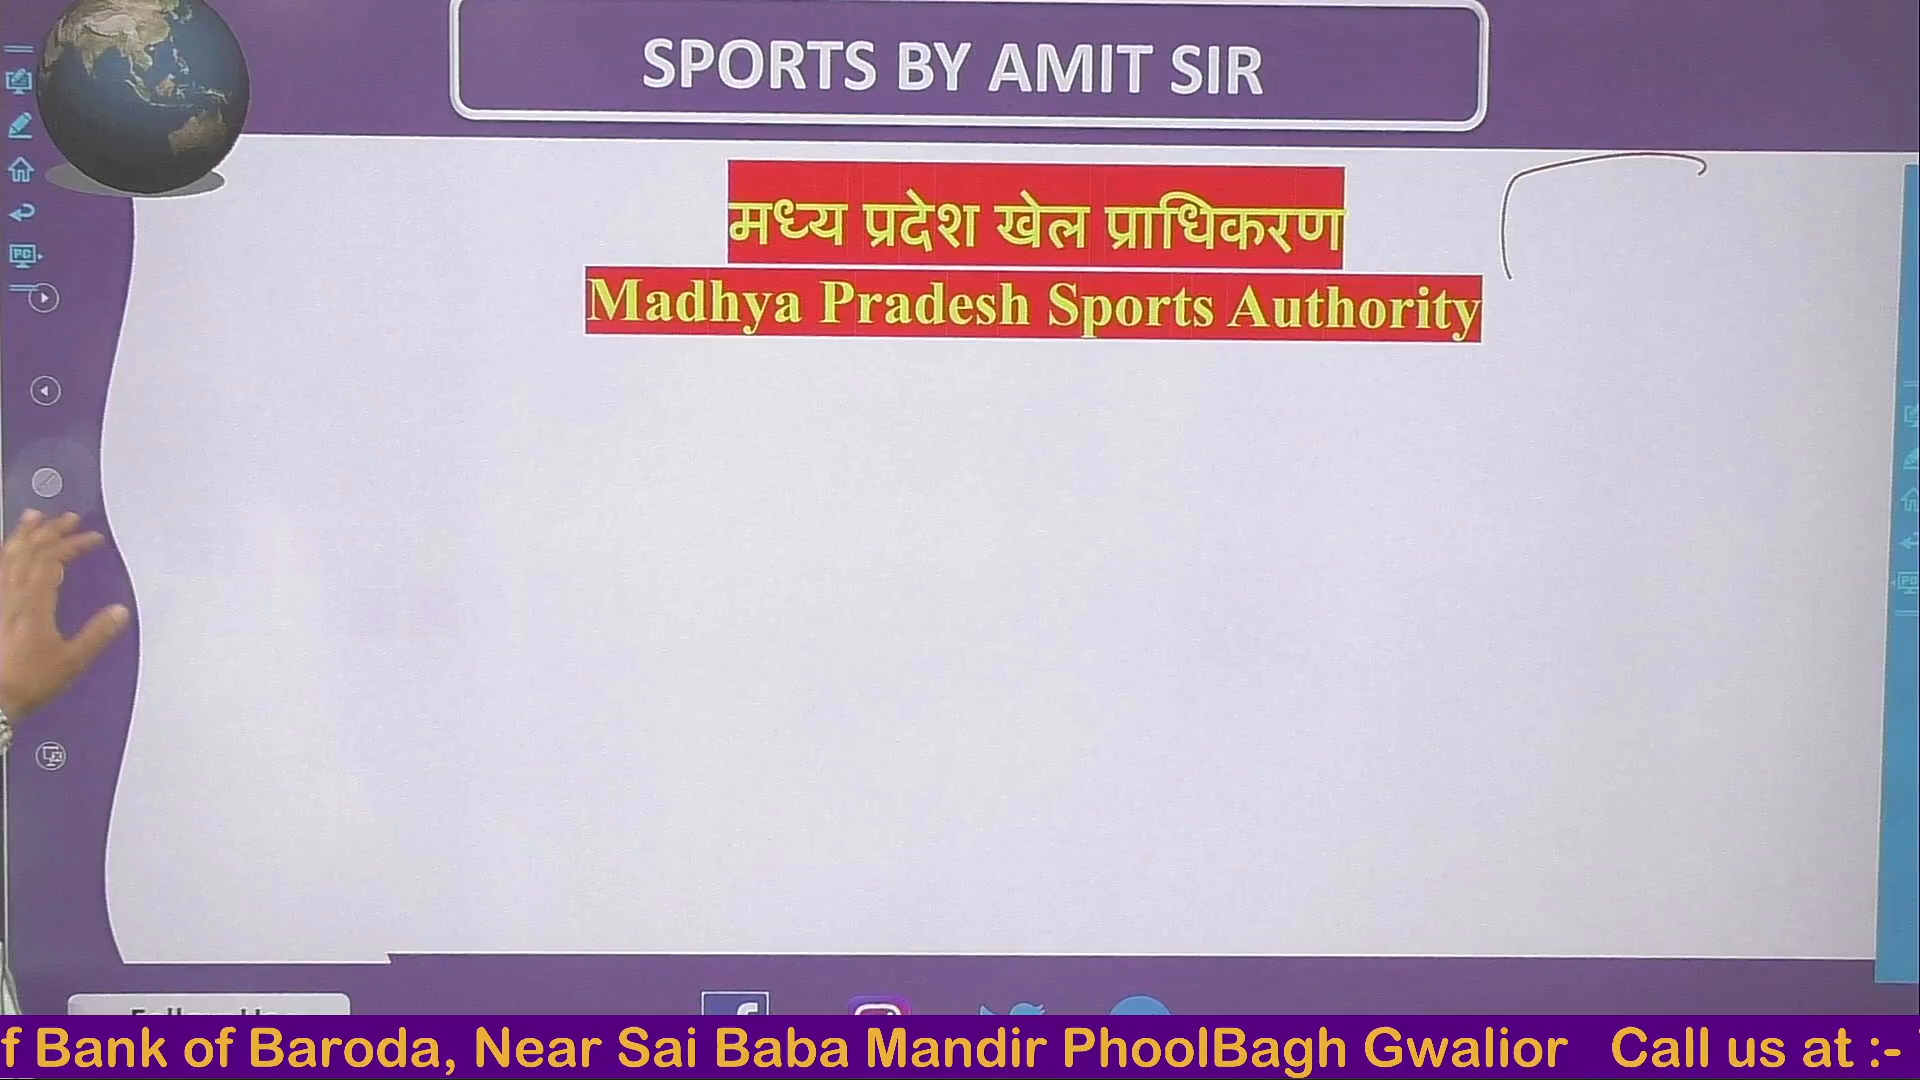 SPORTS BY AMIT SIR
मध्य प्रदेश खेल प्राधिकरण
Madhya Pradesh Sports Authority
f Bank of Baroda, Near Sai Baba Mandir PhoolBagh Gwalior Call us at :-